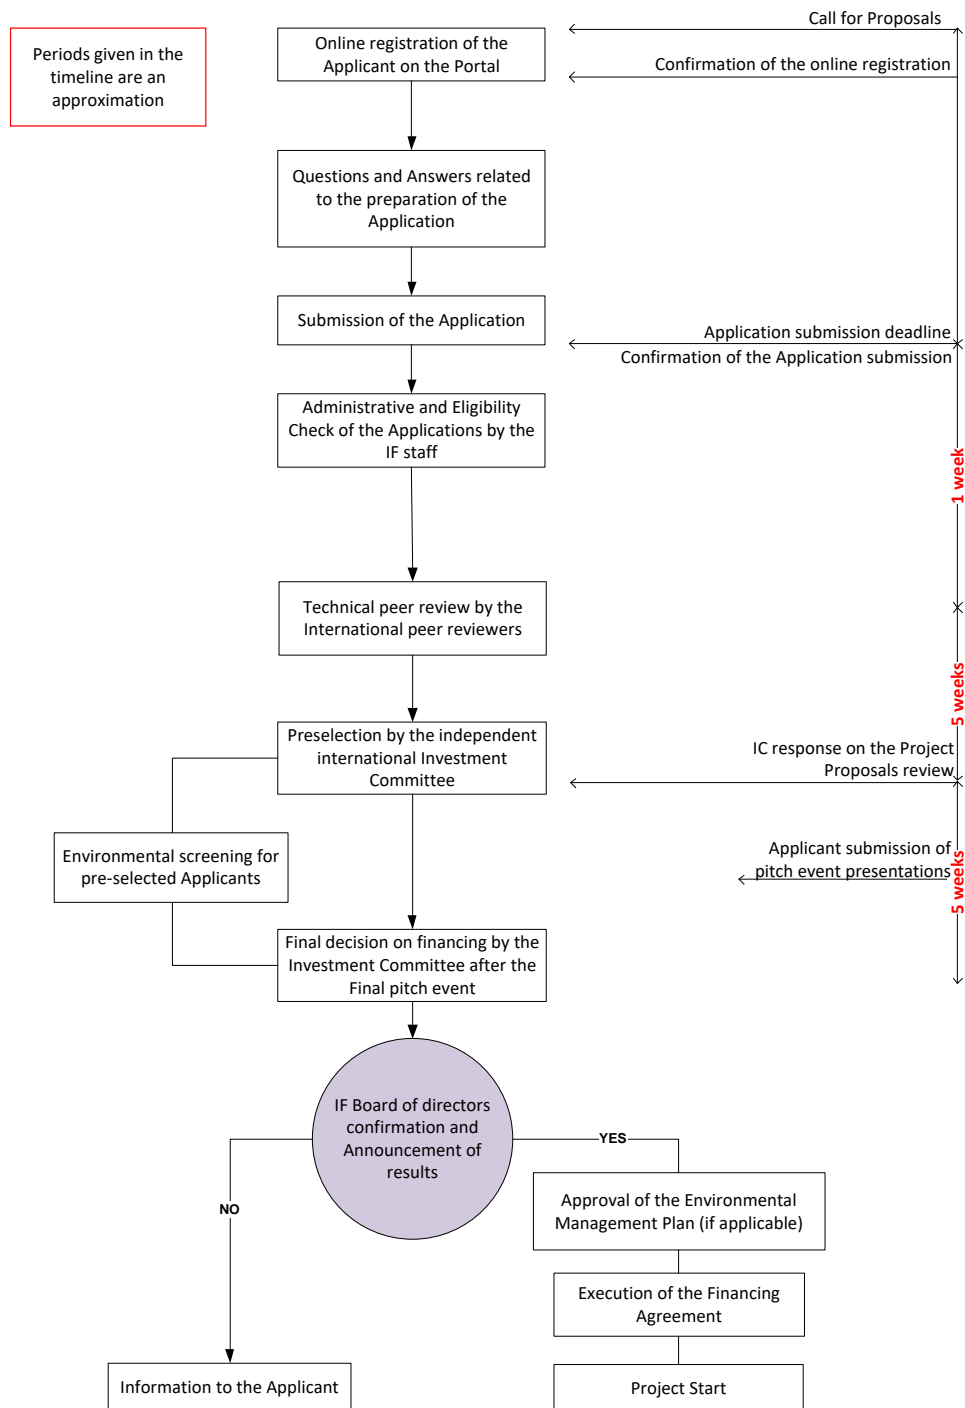 Call for Proposals
Periods given in the
timeline are an
approximation
Online registration of the
Applicant on the Portal
Confirmation of the online registration
Questions and Answers related
to the preparation of the
Application
Submission of the Application
Application submission deadline
Confirmation of the Application submission
Administrative and Eligibility
Check of the Applications by the
IF staff
1 week
Technical peer review by the
International peer reviewers
5 weeks
Preselection by the independent
international Investment
Committee
IC response on the Project
Proposals review
Environmental screening for
pre-selected Applicants
Applicant submission of
pitch event presentations
5 weeks
Final decision on financing by the
Investment Committee after the
Final pitch event
IF Board of directors
confirmation and
Announcement of
results
YES
NO
Approval of the Environmental
Management Plan (if applicable)
Execution of the Financing
Agreement
Information to the Applicant
Project Start